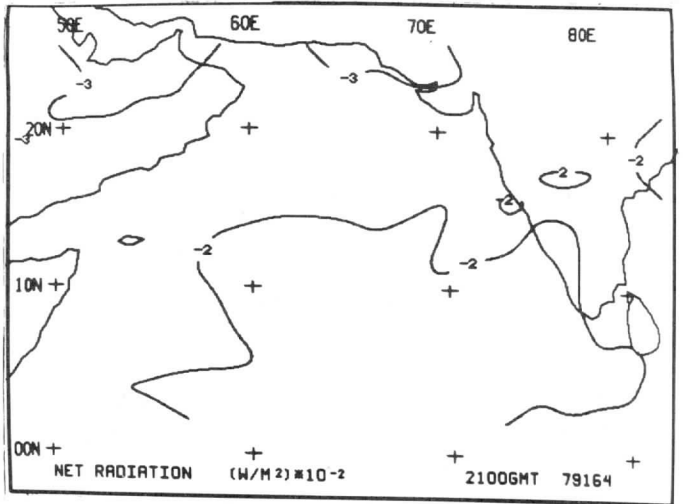 50E 60E 70E 80E
-3 -3
20N
-3 -2
-2
-2
-2 -2
10N
00N
NET RADIATION (W/M2)*10-2 2100GMT 79164